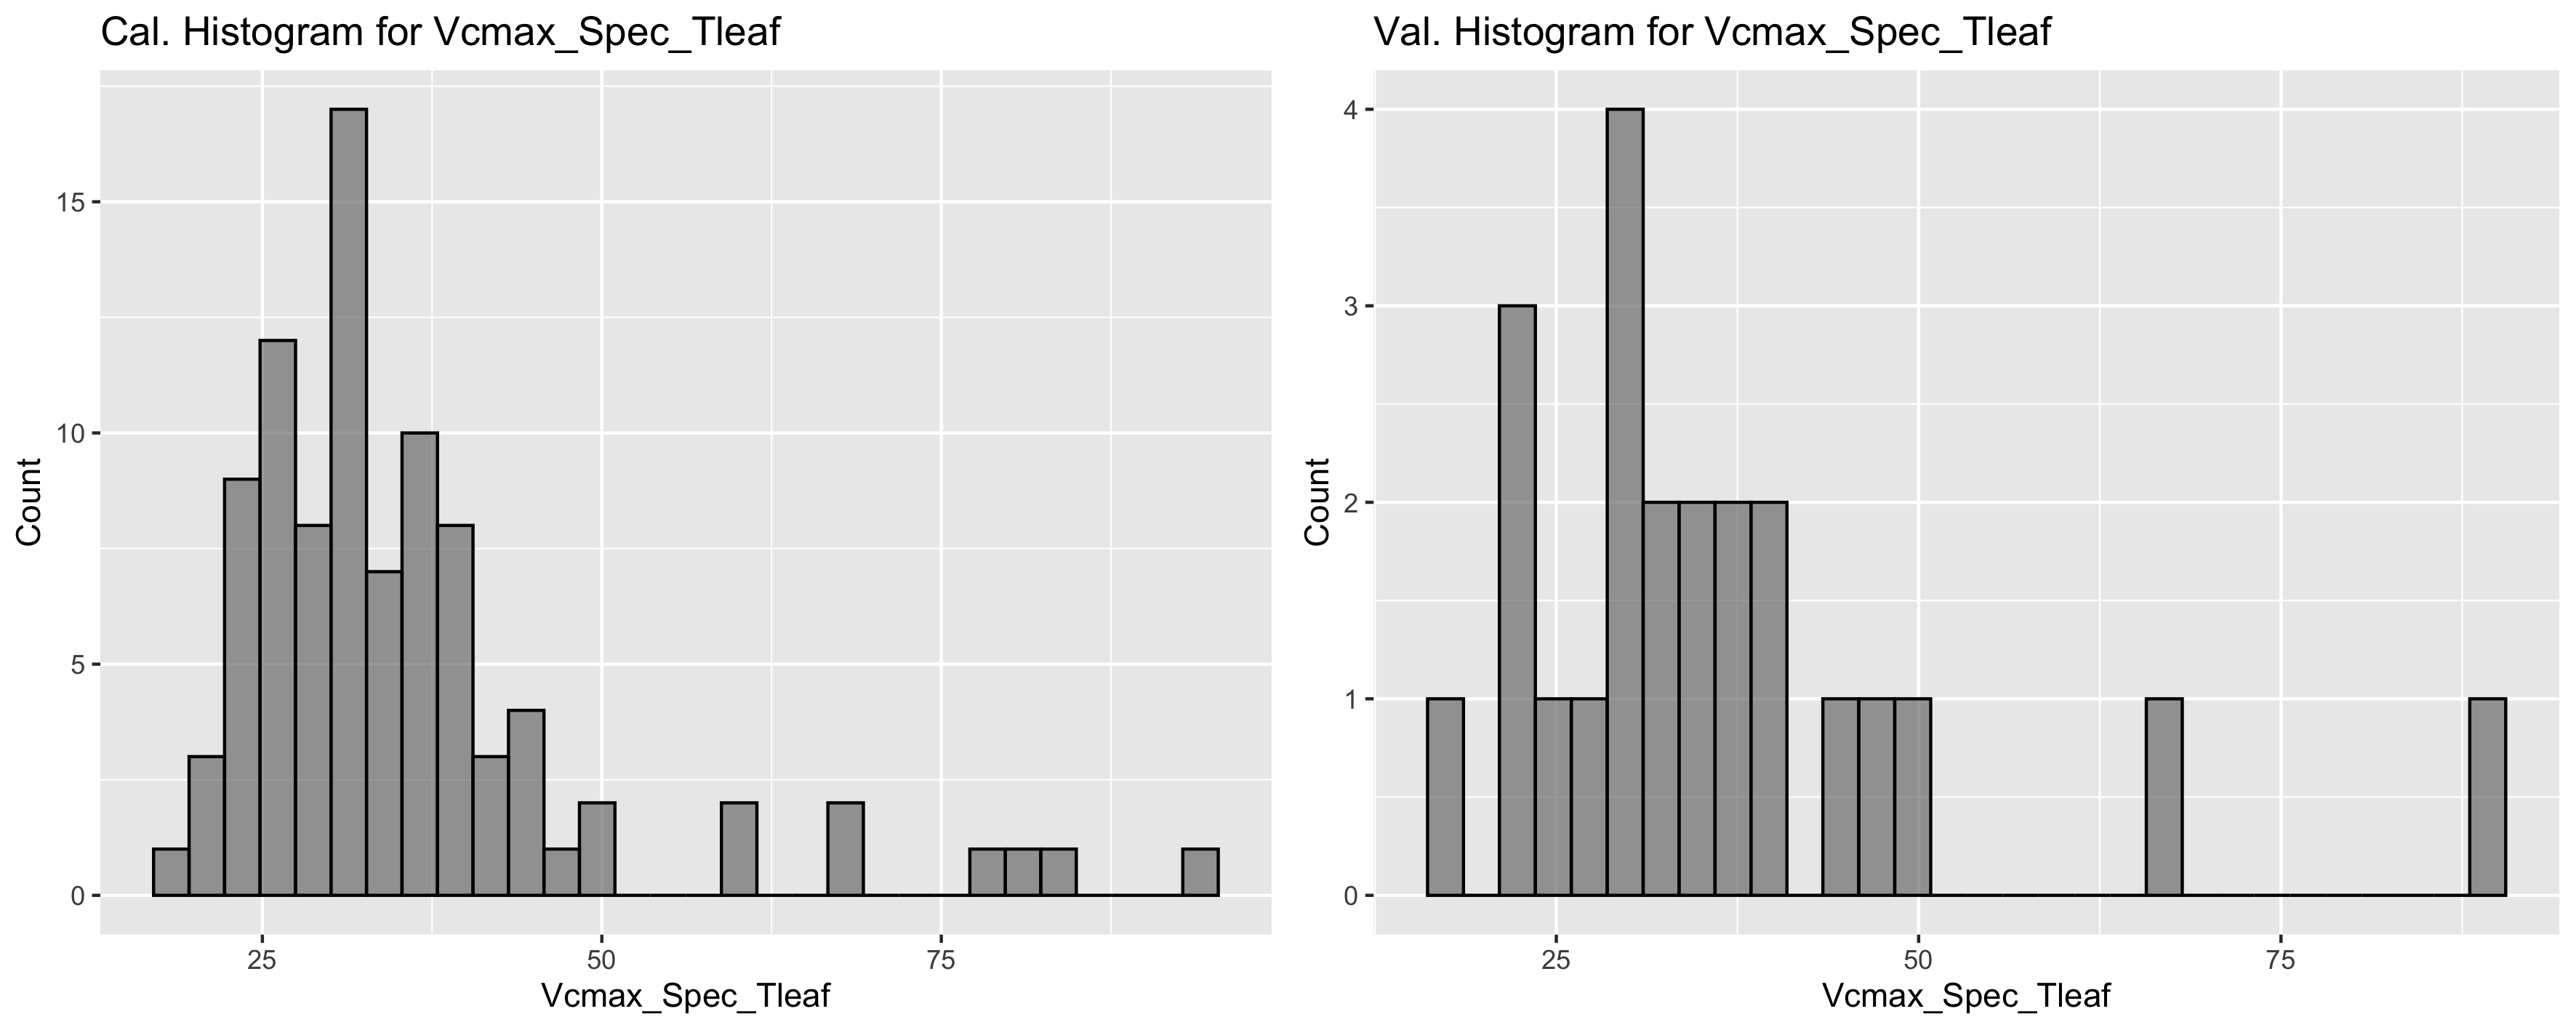 Cal. Histogram for Vcmax_Spec_Tleaf
Count
15
10
5
0
25 50 75
Vcmax_Spec_Tleaf
Val. Histogram for Vcmax_Spec_Tleaf
Count
4
3
2
1
0
25 50 75
Vcmax_Spec_Tleaf